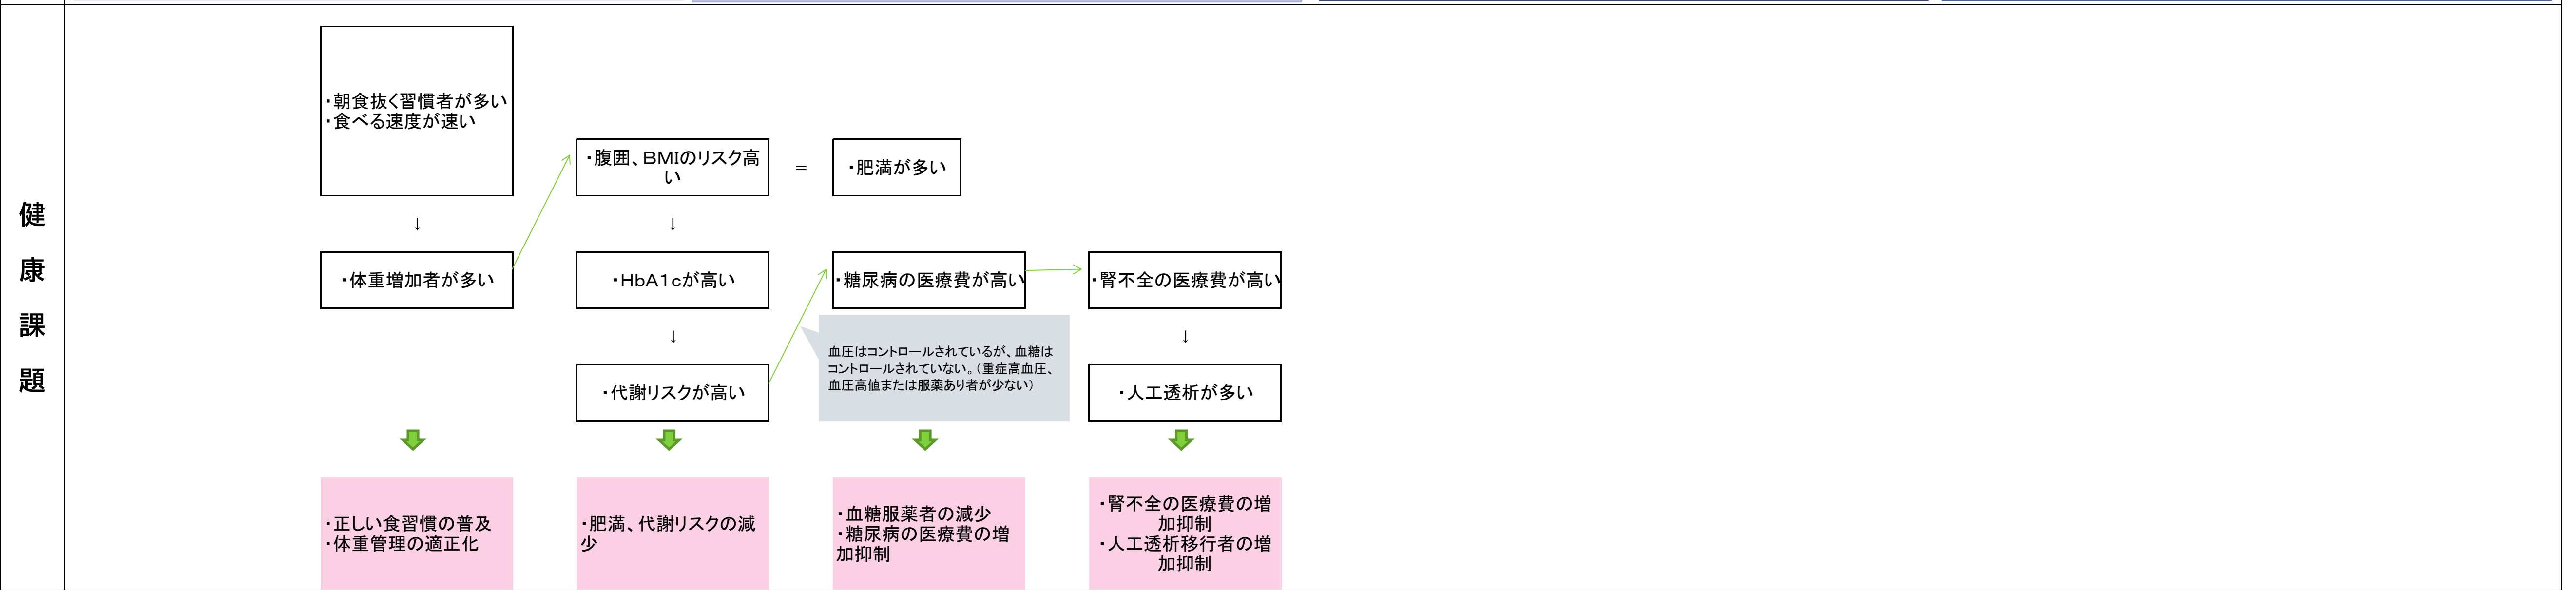 健
康
課
題
・朝食抜く習慣者が多い
・食べる速度が速い
↓
・体重増加者が多い
・腹囲、BMIのリスク高
い
＝
・肥満が多い
↓
・HbA1cが高い
↓
・代謝リスクが高い
・糖尿病の医療費が高い
血圧はコントロールされているが、血糖は
コントロールされていない。（重症高血圧、
血圧高値または服薬あり者が少ない）
・腎不全の医療費が高い
↓
・人工透析が多い
・正しい食習慣の普及
・体重管理の適正化
・肥満、代謝リスクの減
少
・血糖服薬者の減少
・糖尿病の医療費の増
加抑制
・腎不全の医療費の増
加抑制
・人工透析移行者の増
加抑制